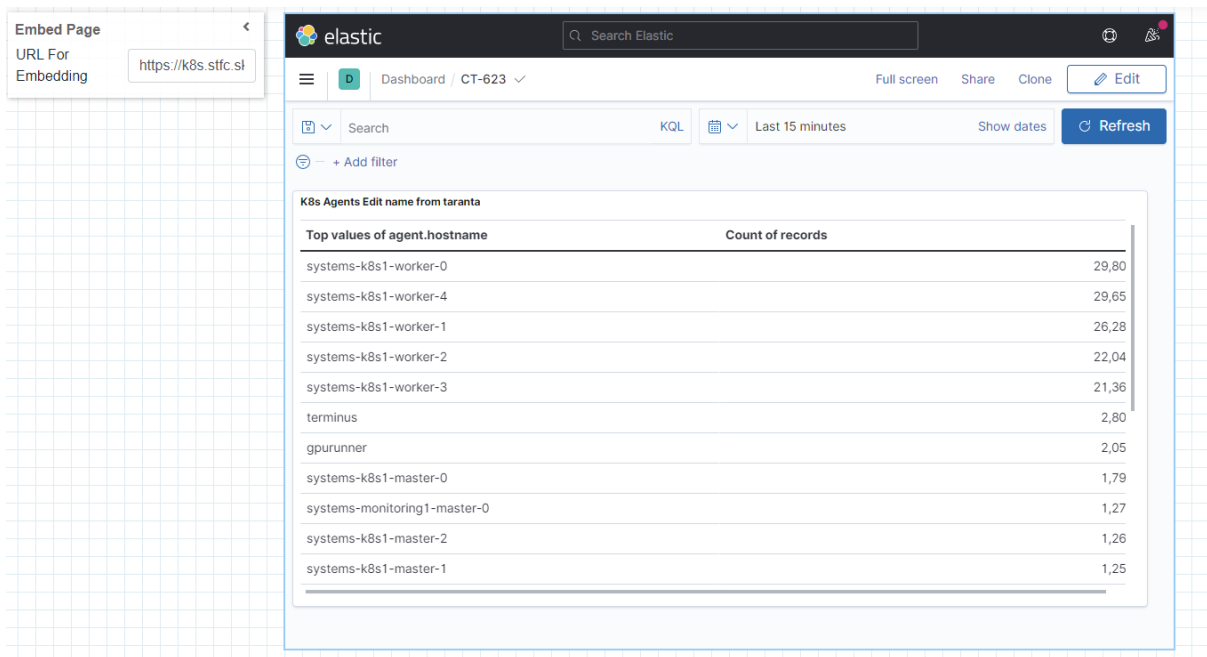 Embed Page
URL For Embedding
https://k8s.stfc.sk
elastic
Search Elastic
D Dashboard / CT-623
Full screen Share Clone Edit
Search KQL
Last 15 minutes Show dates Refresh
+ Add filter
K8s Agents Edit name from taranta
Top values of agent.hostname Count of records
systems-k8s1-worker-0 29,80
systems-k8s1-worker-4 29,65
systems-k8s1-worker-1 26,28
systems-k8s1-worker-2 22,04
systems-k8s1-worker-3 21,36
terminus 2,80
gpurunner 2,05
systems-k8s1-master-0 1,79
systems-monitoring1-master-0 1,27
systems-k8s1-master-2 1,26
systems-k8s1-master-1 1,25